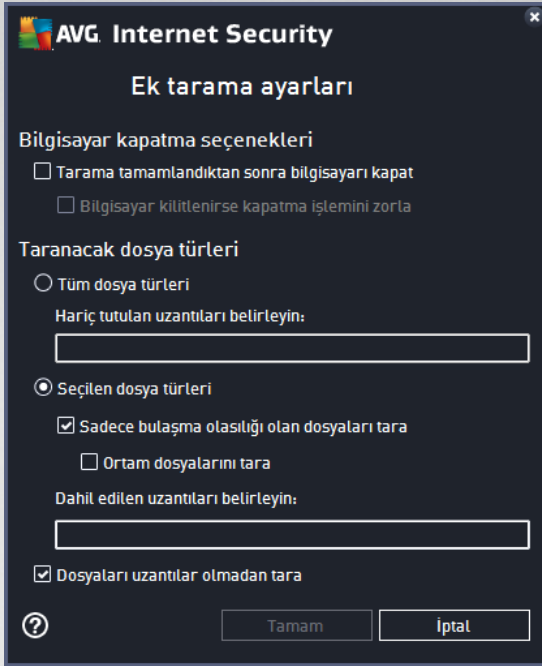 AVG Internet Security
Ek tarama ayarları
Bilgisayar kapatma seçenekleri
Tarama tamamlandıktan sonra bilgisayarı kapat
Bilgisayar kilitlenirse kapatma işlemini zorla
Taranacak dosya türleri
Tüm dosya türleri
Hariç tutulan uzantıları belirleyin:
Seçilen dosya türleri
Sadece bulaşma olasılığı olan dosyaları tara
Ortam dosyalarını tara
Dahil edilen uzantıları belirleyin:
Dosyaları uzantılar olmadan tara
Tamam
İptal